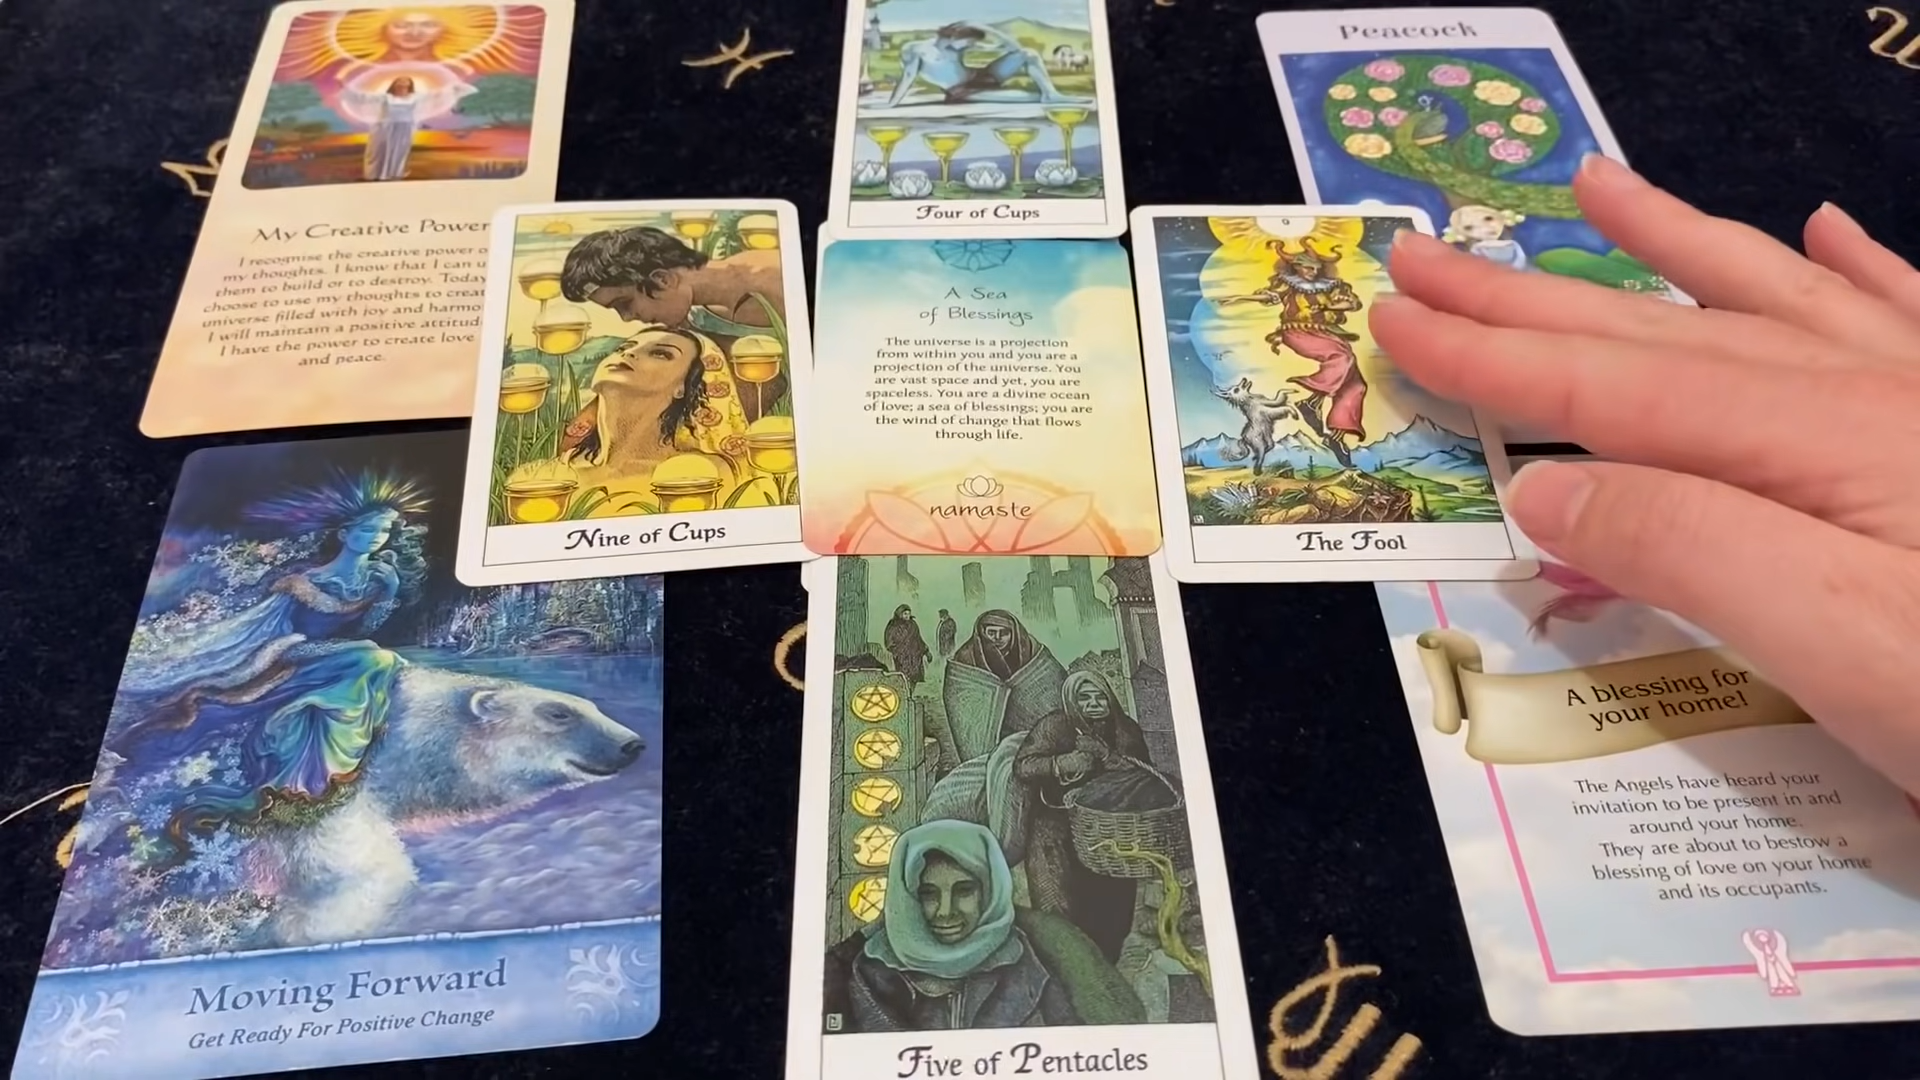 Peacock
Four of Cups
My Creative Power
I recognise the creative power o
my thoughts. I know that I can u
them to build or to destroy. Today
choose to use my thoughts to creat
universe filled with joy and harmo
I will maintain a positive attitud
I have the power to create love
and peace.
Nine of Cups
A Sea
of Blessings
The universe is a projection
from within you and you are a
projection of the universe. You
are vast space and yet, you are
spaceless. You are a divine ocean
of love; a sea of blessings; you are
the wind of change that flows
through life.
namaste
The Fool
Moving Forward
Get Ready For Positive Change
Five of Pentacles
A blessing for
your home!
The Angels have heard your
invitation to be present in and
around your home.
They are about to bestow a
blessing of love on your home
and its occupants.